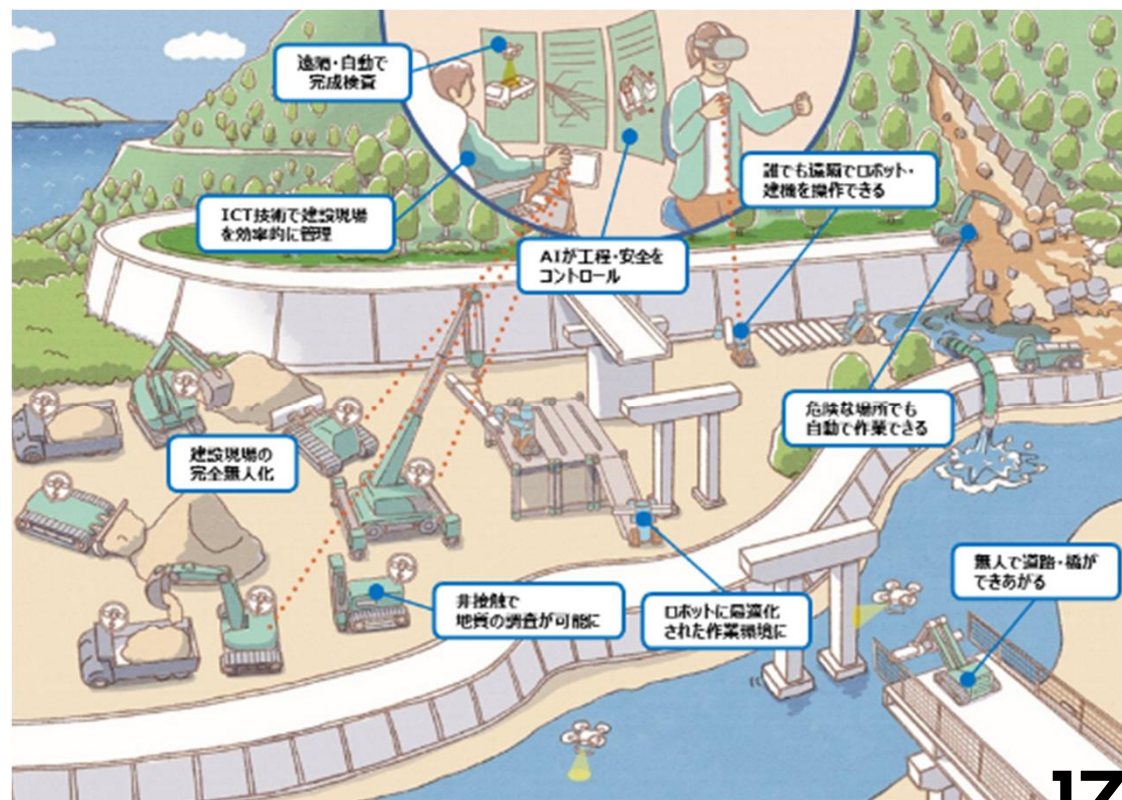 遠隔・自動で
完成検査
誰でも遠隔でロボット・
建機を操作できる
ICT技術で建設現場
を効率的に管理
AIが工程・安全を
コントロール
危険な場所でも
自動で作業できる
建設現場の
完全無人化
無人で道路・橋が
できあがる
非接触で
地質の調査が可能に
ロボットに最適化
された作業環境に
17